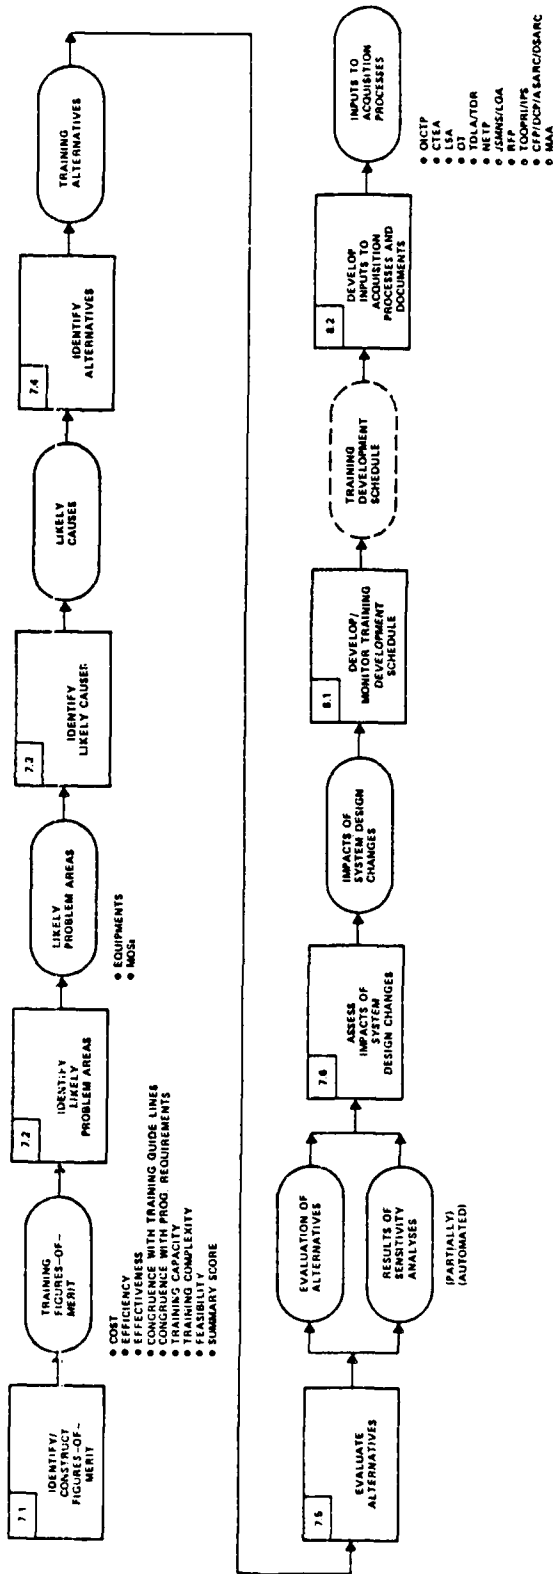 7.1
IDENTIFY/
CONSTRUCT
FIGURES-OF-
MERIT
TRAINING
FIGURES-OF-
MERIT
● COST
● EFFICIENCY
● EFFECTIVENESS
● CONGRUENCE WITH TRAINING GUIDE LINES
● CONGRUENCE WITH PROG. REQUIREMENTS
● TRAINING CAPACITY
● TRAINING COMPLEXITY
● FEASIBILITY
● SUMMARY SCORE
7.2
IDENTIFY
LIKELY
PROBLEM AREAS
LIKELY
PROBLEM AREAS
● EQUIPMENTS
● MOSs
7.3
IDENTIFY
LIKELY CAUSES
LIKELY
CAUSES
7.4
IDENTIFY
ALTERNATIVES
TRAINING
ALTERNATIVES
7.5
EVALUATE
ALTERNATIVES
EVALUATION OF
ALTERNATIVES
RESULTS OF
SENSITIVITY
ANALYSES
(PARTIALLY)
(AUTOMATED)
7.6
ASSESS
IMPACTS OF
SYSTEM
DESIGN CHANGES
IMPACTS OF
SYSTEM DESIGN
CHANGES
8.1
DEVELOP/
MONITOR TRAINING
DEVELOPMENT
SCHEDULE
TRAINING
DEVELOPMENT
SCHEDULE
8.2
DEVELOP
INPUTS TO
ACQUISITION
PROCESSES AND
DOCUMENTS
INPUTS TO
ACQUISITION
PROCESSES
● OICTP
● CTEA
● LSA
● OT
● TDLA/TDR
● NETP
● JSMNS/LGA
● RFP
● TOOPRI/IPS
● CFP/DCP/ASARC/DSARC
● MAA